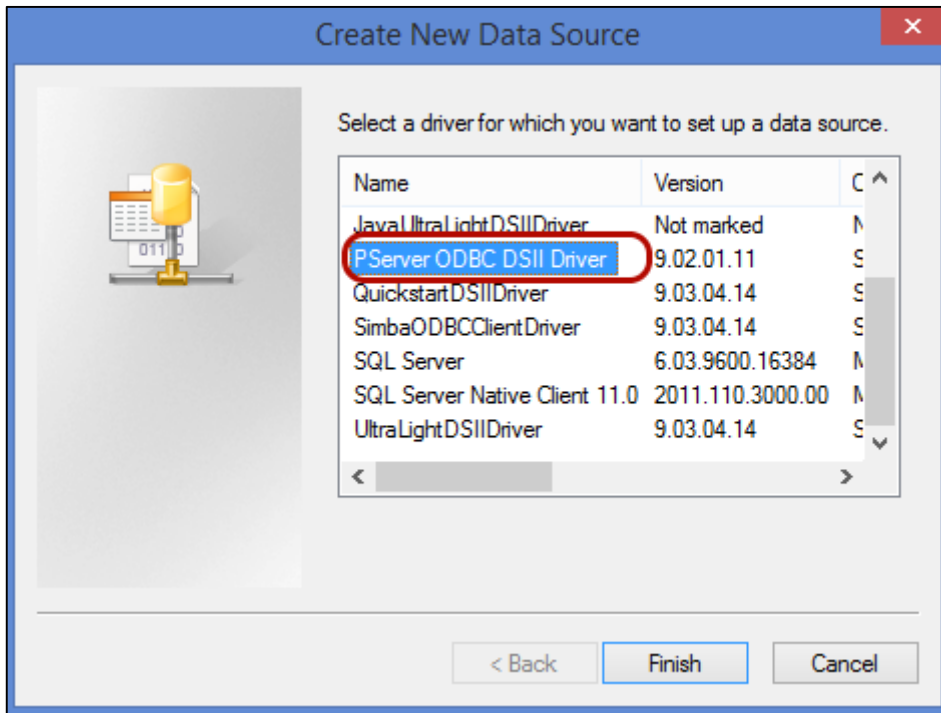 Create New Data Source
Select a driver for which you want to set up a data source.
Name Version C
JavaUltraLightDSIIDriver Not marked N
PServer ODBC DSII Driver 9.02.01.11 S
QuickstartDSIIDriver 9.03.04.14 S
SimbaODBCClientDriver 9.03.04.14 S
SQL Server 6.03.9600.16384 M
SQL Server Native Client 11.0 2011.110.3000.00 M
UltraLightDSIIDriver 9.03.04.14 S
< Back Finish Cancel